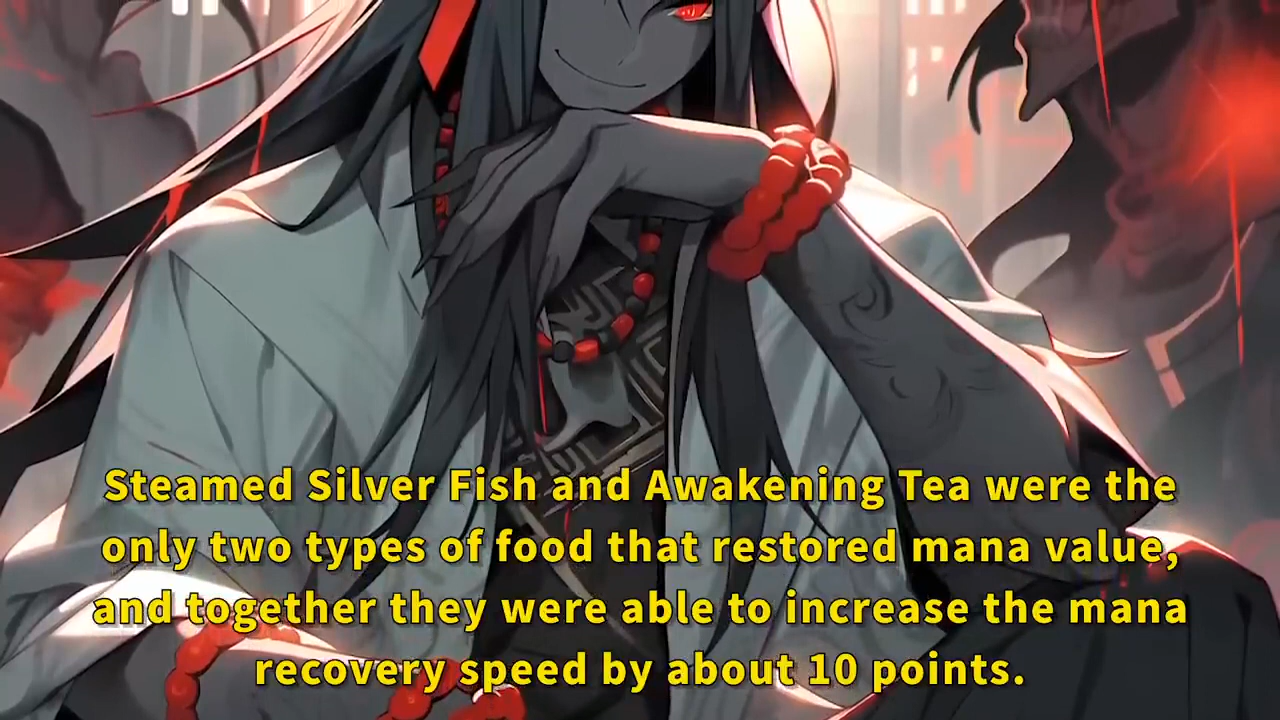 Steamed Silver Fish and Awakening Tea were the
only two types of food that restored mana value,
and together they were able to increase the mana
recovery speed by about 10 points.